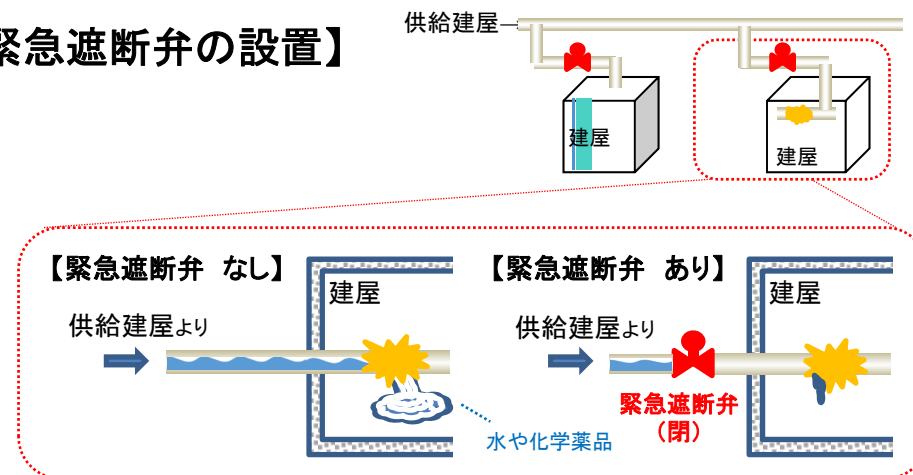 緊急遮断弁の設置】
供給建屋
建屋
建屋
【緊急遮断弁 なし】
建屋
供給建屋より
水や化学薬品
【緊急遮断弁 あり】
建屋
供給建屋より
緊急遮断弁
（閉）